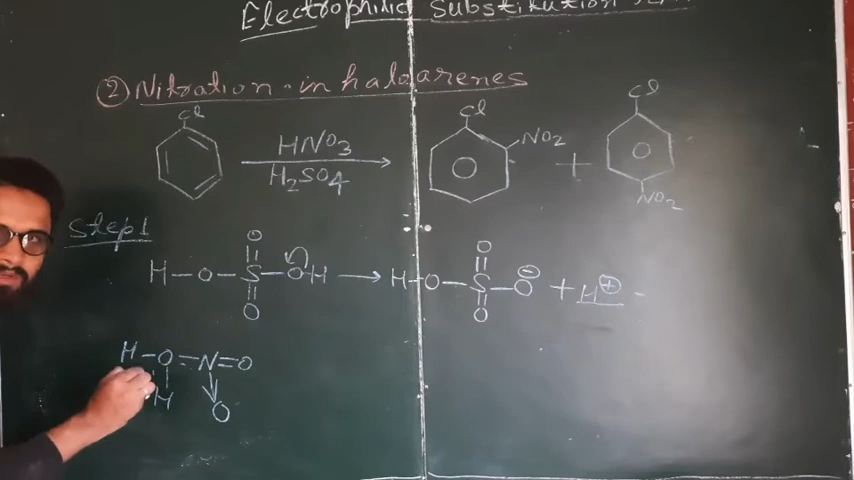 Electrophilic Substitution
② Nitration in haloarenes
Cl
HNO3
H2SO4
Cl
NO2
+
Cl
NO2
Step 1
H-O-S-OH → H-O-S-O⊖ + H⊕
O
O
O
O
H-O-N=O
H
O